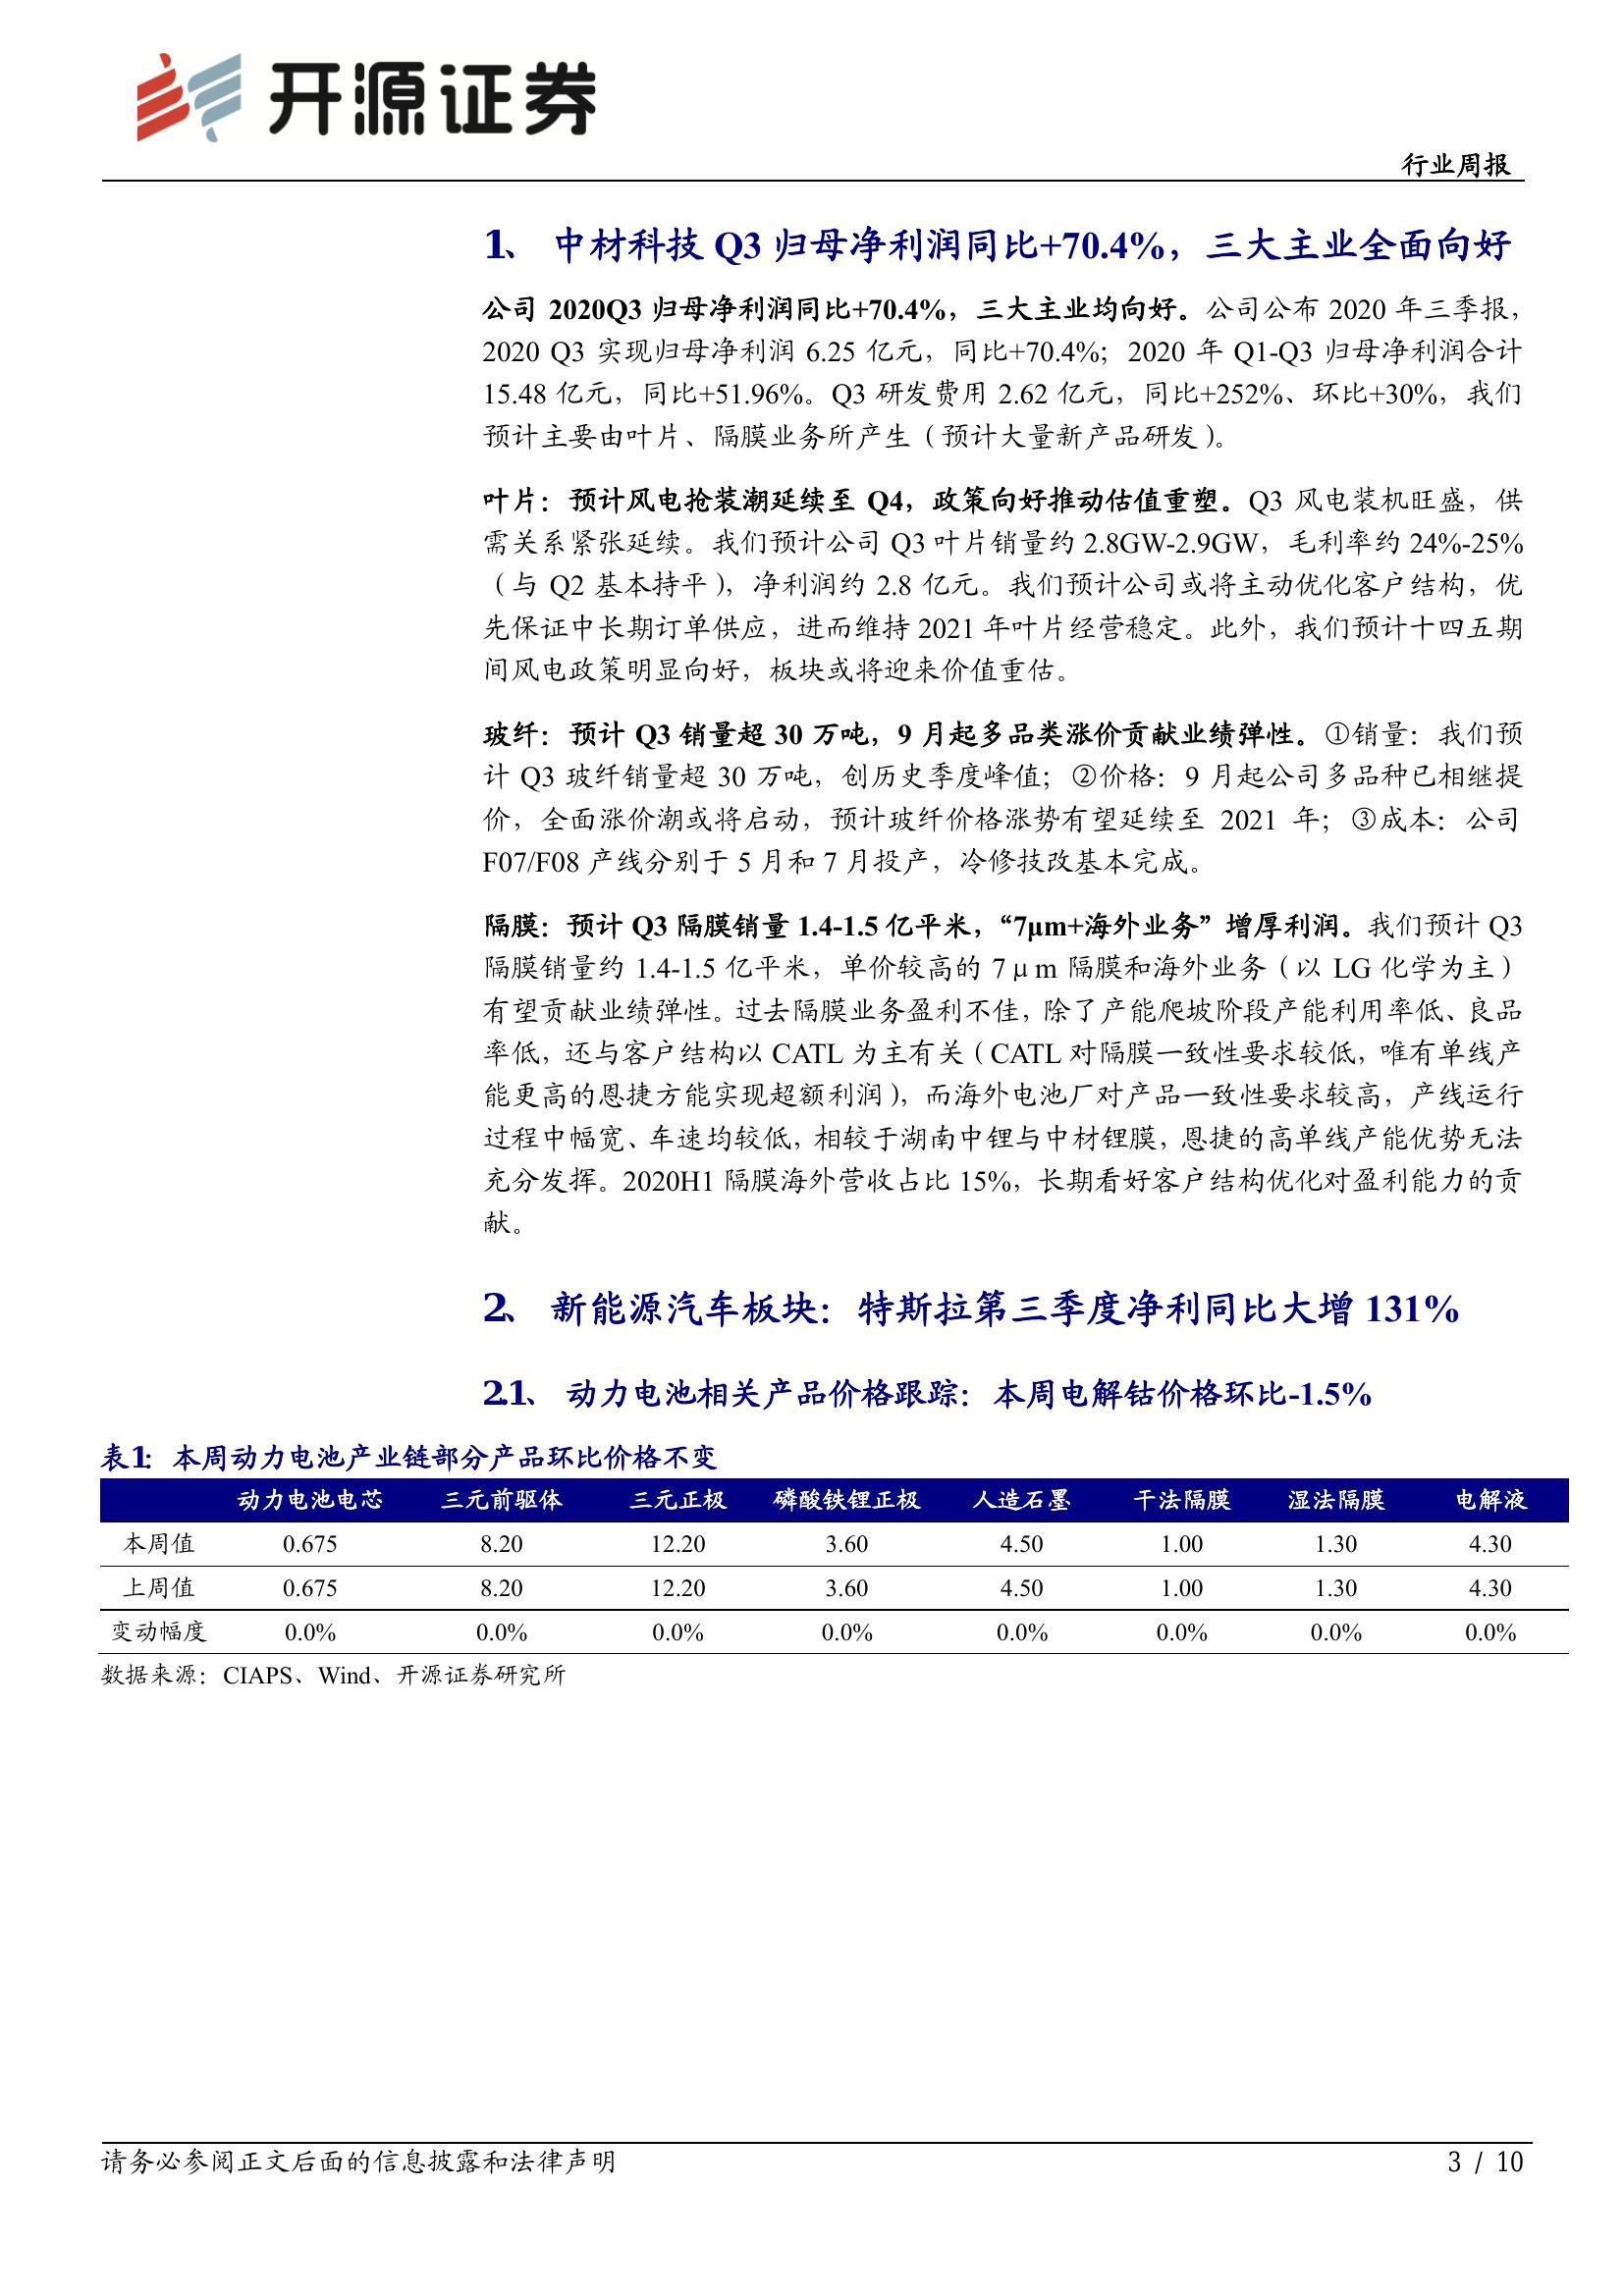 开源证券
行业周报
1、 中材科技 Q3 归母净利润同比+70.4%，三大主业全面向好
公司 2020Q3 归母净利润同比+70.4%，三大主业均向好。公司公布 2020 年三季报，
2020 Q3 实现归母净利润 6.25 亿元，同比+70.4%；2020 年 Q1-Q3 归母净利润合计
15.48 亿元，同比+51.96%。Q3 研发费用 2.62 亿元，同比+252%、环比+30%，我们
预计主要由叶片、隔膜业务所产生（预计大量新产品研发）。
叶片：预计风电抢装潮延续至 Q4，政策向好推动估值重塑。Q3 风电装机旺盛，供
需关系紧张延续。我们预计公司 Q3 叶片销量约 2.8GW-2.9GW，毛利率约 24%-25%
（与 Q2 基本持平），净利润约 2.8 亿元。我们预计公司或将主动优化客户结构，优
先保证中长期订单供应，进而维持 2021 年叶片经营稳定。此外，我们预计十四五期
间风电政策明显向好，板块或将迎来价值重估。
玻纤：预计 Q3 销量超 30 万吨，9 月起多品类涨价贡献业绩弹性。①销量：我们预
计 Q3 玻纤销量超 30 万吨，创历史季度峰值；②价格：9 月起公司多品种已相继提
价，全面涨价潮或将启动，预计玻纤价格涨势有望延续至 2021 年；③成本：公司
F07/F08 产线分别于 5 月和 7 月投产，冷修技改基本完成。
隔膜：预计 Q3 隔膜销量 1.4-1.5 亿平米，“7μm+海外业务”增厚利润。我们预计 Q3
隔膜销量约 1.4-1.5 亿平米，单价较高的 7μm 隔膜和海外业务（以 LG 化学为主）
有望贡献业绩弹性。过去隔膜业务盈利不佳，除了产能爬坡阶段产能利用率低、良品
率低，还与客户结构以 CATL 为主有关（CATL 对隔膜一致性要求较低，唯有单线产
能更高的恩捷方能实现超额利润），而海外电池厂对产品一致性要求较高，产线运行
过程中幅宽、车速均较低，相较于湖南中锂与中材锂膜，恩捷的高单线产能优势无法
充分发挥。2020H1 隔膜海外营收占比 15%，长期看好客户结构优化对盈利能力的贡
献。
2、 新能源汽车板块：特斯拉第三季度净利同比大增 131%
2.1、 动力电池相关产品价格跟踪：本周电解钴价格环比-1.5%
表1：本周动力电池产业链部分产品环比价格不变
动力电池电芯 三元前驱体 三元正极 磷酸铁锂正极 人造石墨 干法隔膜 湿法隔膜 电解液
本周值 0.675 8.20 12.20 3.60 4.50 1.00 1.30 4.30
上周值 0.675 8.20 12.20 3.60 4.50 1.00 1.30 4.30
变动幅度 0.0% 0.0% 0.0% 0.0% 0.0% 0.0% 0.0% 0.0%
数据来源：CIAPS、Wind、开源证券研究所
请务必参阅正文后面的信息披露和法律声明 3 / 10